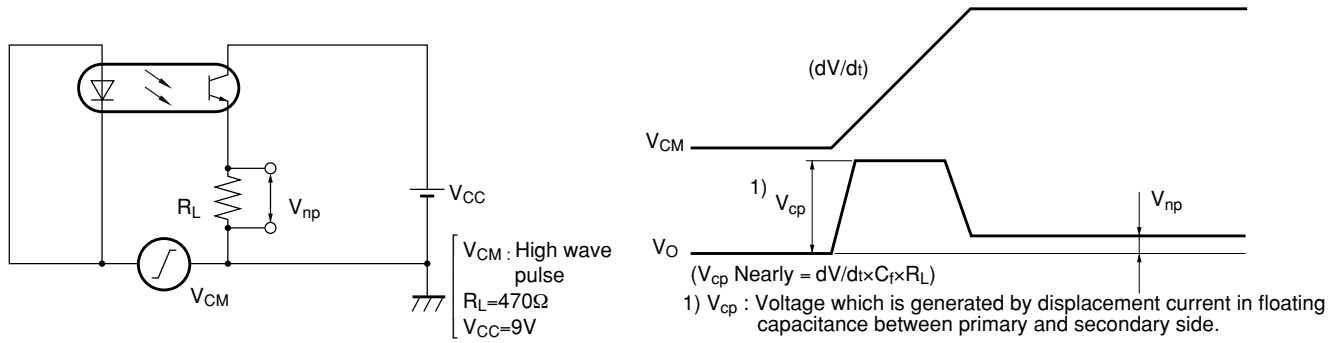 R_L
V_np
V_CC
V_CM
V_CM : High wave
pulse
R_L=470Ω
V_CC=9V
(dV/dt)
V_CM
1)
V_cp
V_np
V_O
(V_cp Nearly = dV/dt×C_f×R_L)
1) V_cp : Voltage which is generated by displacement current in floating
capacitance between primary and secondary side.